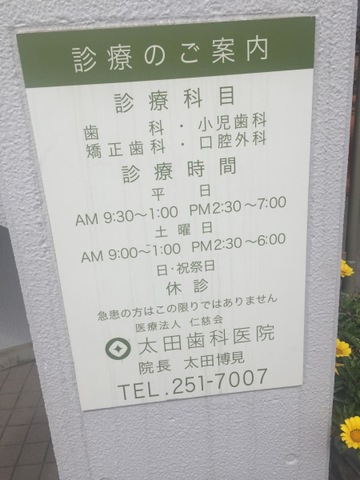 診療のご案内
診療科目
歯　　科・小児歯科
矯正歯科・口腔外科
診療時間
平　日
AM 9:30〜1:00 PM2:30〜7:00
土曜日
AM 9:00〜1:00 PM2:30〜6:00
日・祝祭日
休診
急患の方はこの限りではありません
医療法人 仁慈会
太田歯科医院
院長 太田博見
TEL.251-7007